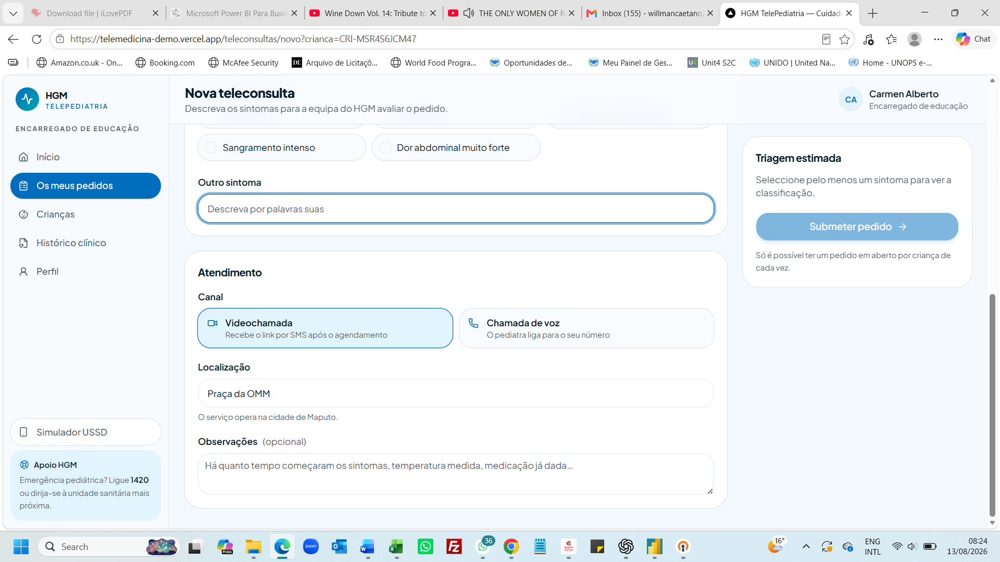 Download file | iLovePDF
Microsoft Power BI Para Busin
Wine Down Vol. 14: Tribute to
THE ONLY WOMEN OF R
Inbox (155) - willmancaetano2
HGM TelePediatria — Cuidado
https://telemedicina-demo.vercel.app/teleconsultas/novo?crianca=CRI-MSR4S6JCM47
Chat
Amazon.co.uk - On...
Booking.com
McAfee Security
DE
Arquivo de Licitaçõ...
World Food Progra...
Oportunidades de...
Meu Painel de Ges...
U4
Unit4 S2C
UNIDO | United Na...
Home - UNOPS e-...
HGM
TELEPEDIATRIA
ENCARREGADO DE EDUCAÇÃO
Início
Os meus pedidos
Crianças
Histórico clínico
Perfil
Simulador USSD
Apoio HGM
Emergência pediátrica? Ligue 1420
ou dirija-se à unidade sanitária mais
próxima.
Nova teleconsulta
Descreva os sintomas para a equipa do HGM avaliar o pedido.
CA
Carmen Alberto
Encarregado de educação
Sangramento intenso
Dor abdominal muito forte
Outro sintoma
Descreva por palavras suas
Atendimento
Canal
Videochamada
Recebe o link por SMS após o agendamento
Chamada de voz
O pediatra liga para o seu número
Localização
Praça da OMM
O serviço opera na cidade de Maputo.
Observações (opcional)
Há quanto tempo começaram os sintomas, temperatura medida, medicação já dada...
Triagem estimada
Seleccione pelo menos um sintoma para ver a
classificação.
Submeter pedido →
Só é possível ter um pedido em aberto por criança de
cada vez.
Search
M365
zoom
36
16°
ENG
INTL
08:24
13/08/2026